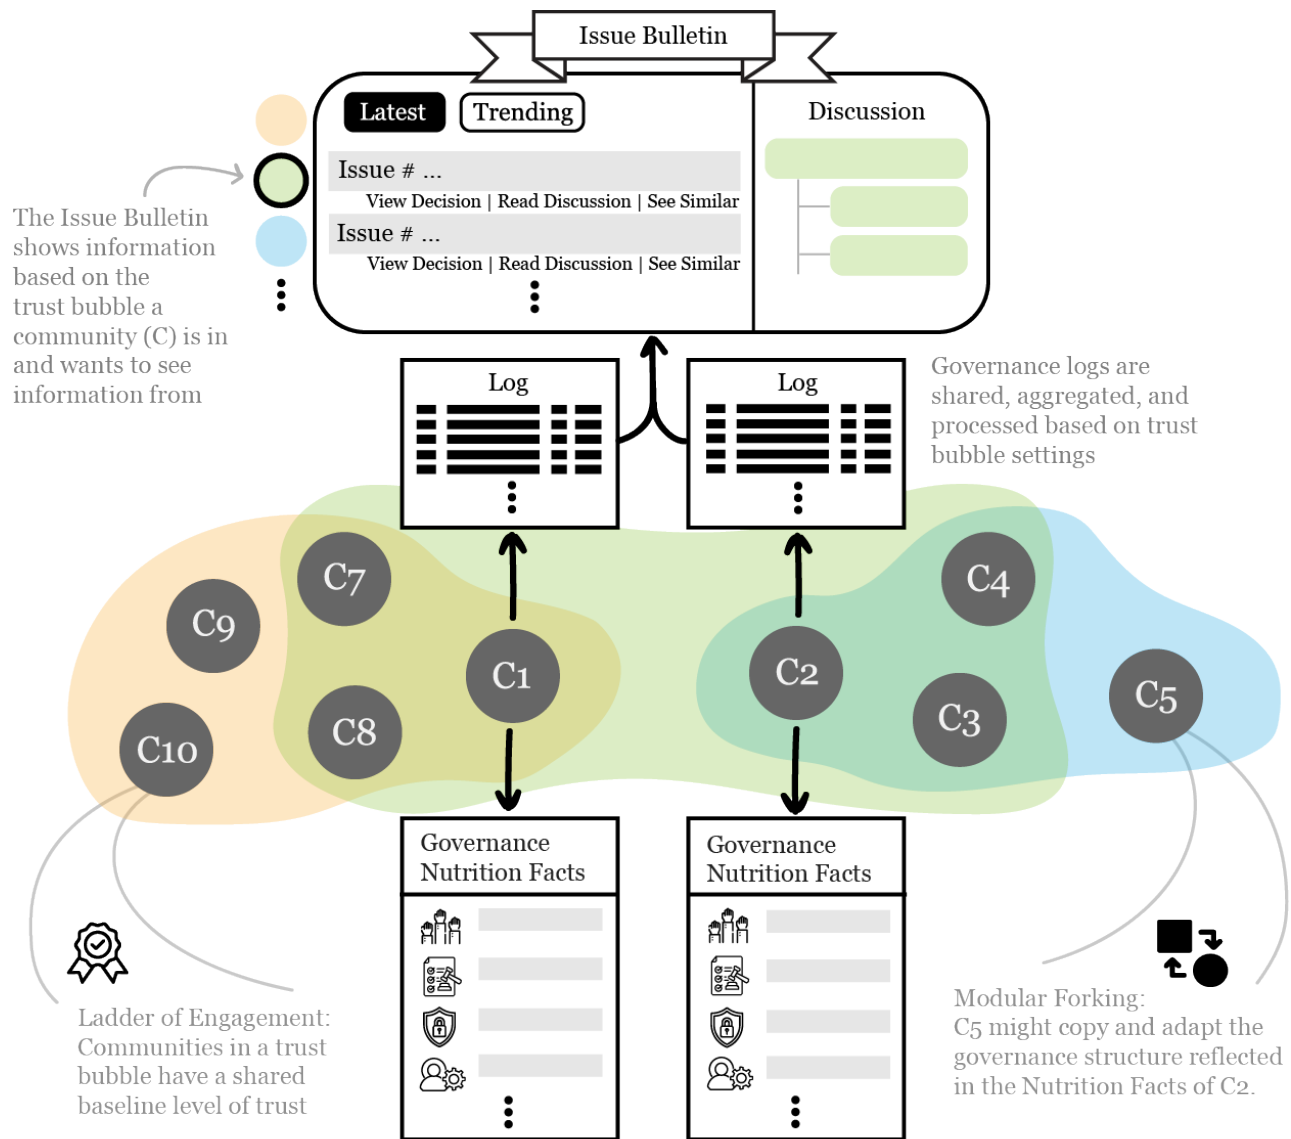 Issue Bulletin
Latest
Trending
Discussion
Issue # ...
View Decision | Read Discussion | See Similar
Issue # ...
View Decision | Read Discussion | See Similar
The Issue Bulletin
shows information
based on the
trust bubble a
community (C) is in
and wants to see
information from
Log
Log
Governance logs are
shared, aggregated, and
processed based on trust
bubble settings
C7
C4
C9
C1
C2
C5
C8
C3
C10
Governance
Nutrition Facts
Governance
Nutrition Facts
Ladder of Engagement:
Communities in a trust
bubble have a shared
baseline level of trust
Modular Forking:
C5 might copy and adapt the
governance structure reflected
in the Nutrition Facts of C2.